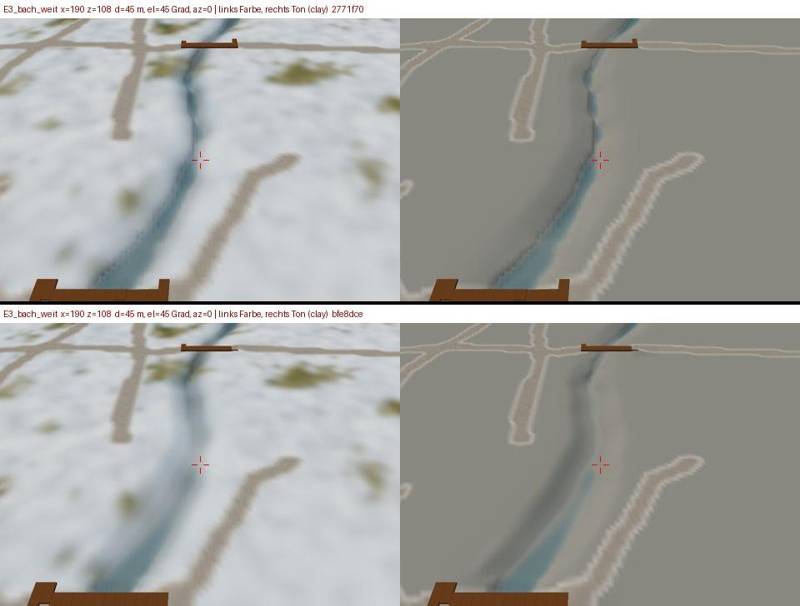 E3_bach_weit x=190 z=108 d=45 m, el=45 Grad, az=0 | links Farbe, rechts Ton (clay) 2771f70
E3_bach_weit x=190 z=108 d=45 m, el=45 Grad, az=0 | links Farbe, rechts Ton (clay) bfe8dce